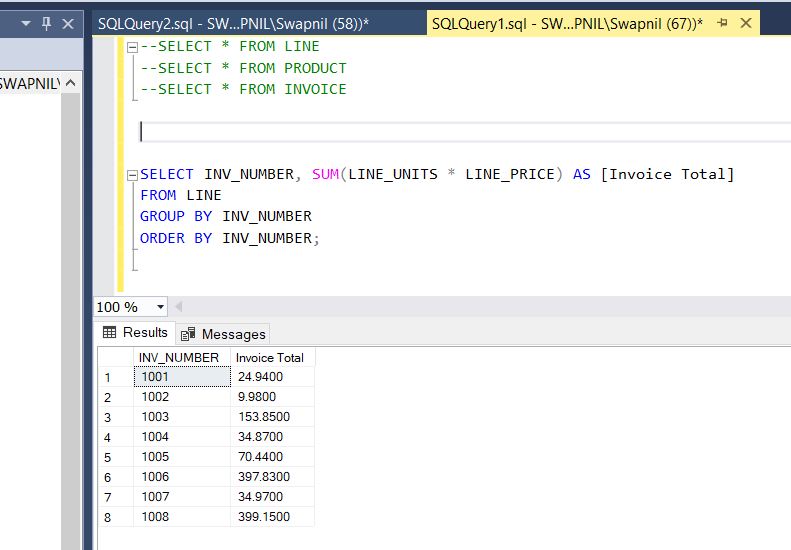 SQLQuery2.sql - SW...PNIL\Swapnil (58))*
SQLQuery1.sql - SW...PNIL\Swapnil (67))*
SWAPNIL\
--SELECT * FROM LINE
--SELECT * FROM PRODUCT
--SELECT * FROM INVOICE
SELECT INV_NUMBER, SUM(LINE_UNITS * LINE_PRICE) AS [Invoice Total]
FROM LINE
GROUP BY INV_NUMBER
ORDER BY INV_NUMBER;
100 %
Results Messages
INV_NUMBER Invoice Total
1 1001 24.9400
2 1002 9.9800
3 1003 153.8500
4 1004 34.8700
5 1005 70.4400
6 1006 397.8300
7 1007 34.9700
8 1008 399.1500